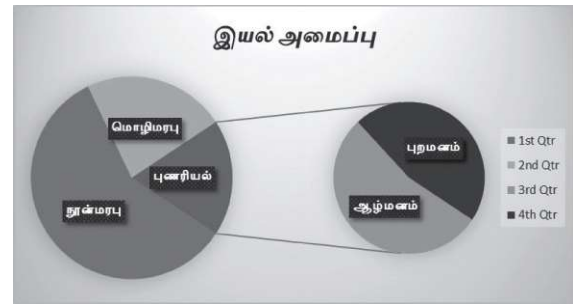 இயல் அமைப்பு
மொழிமரபு
புணரியல்
நூன்மரபு
புறமனம்
ஆழ்மனம்
1st Qtr
2nd Qtr
3rd Qtr
4th Qtr